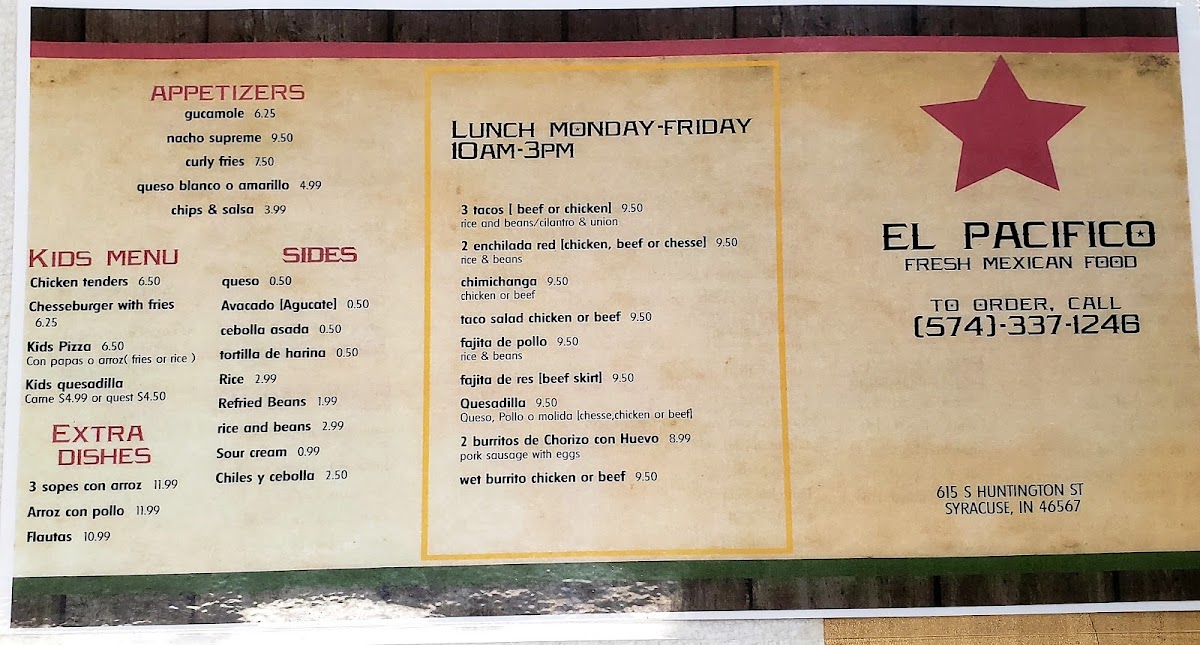 APPETIZERS
gucamole 6.25
nacho supreme 9.50
curly fries 7.50
queso blanco o amarillo 4.99
chips & salsa 3.99
KIDS MENU
Chicken tenders 6.50
Chesseburger with fries
6.25
Kids Pizza 6.50
Con papas o arroz( fries or rice )
Kids quesadilla
Carne $4.99 or quest $4.50
EXTRA
DISHES
3 sopes con arroz 11.99
Arroz con pollo 11.99
Flautas 10.99
SIDES
queso 0.50
Avacado [Agucate] 0.50
cebolla asada 0.50
tortilla de harina 0.50
Rice 2.99
Refried Beans 1.99
rice and beans 2.99
Sour cream 0.99
Chiles y cebolla 2.50
LUNCH MONDAY-FRIDAY
10AM-3PM
3 tacos [ beef or chicken] 9.50
rice and beans/cilantro & union
2 enchilada red [chicken, beef or chesse] 9.50
rice & beans
chimichanga 9.50
chicken or beef
taco salad chicken or beef 9.50
fajita de pollo 9.50
rice & beans
fajita de res [beef skirt] 9.50
Quesadilla 9.50
Queso, Pollo o molida [chesse,chicken or beef]
2 burritos de Chorizo con Huevo 8.99
pork sausage with eggs
wet burrito chicken or beef 9.50
EL PACIFICO
FRESH MEXICAN FOOD
TO ORDER, CALL
(574)-337-1246
615 S HUNTINGTON ST
SYRACUSE, IN 46567